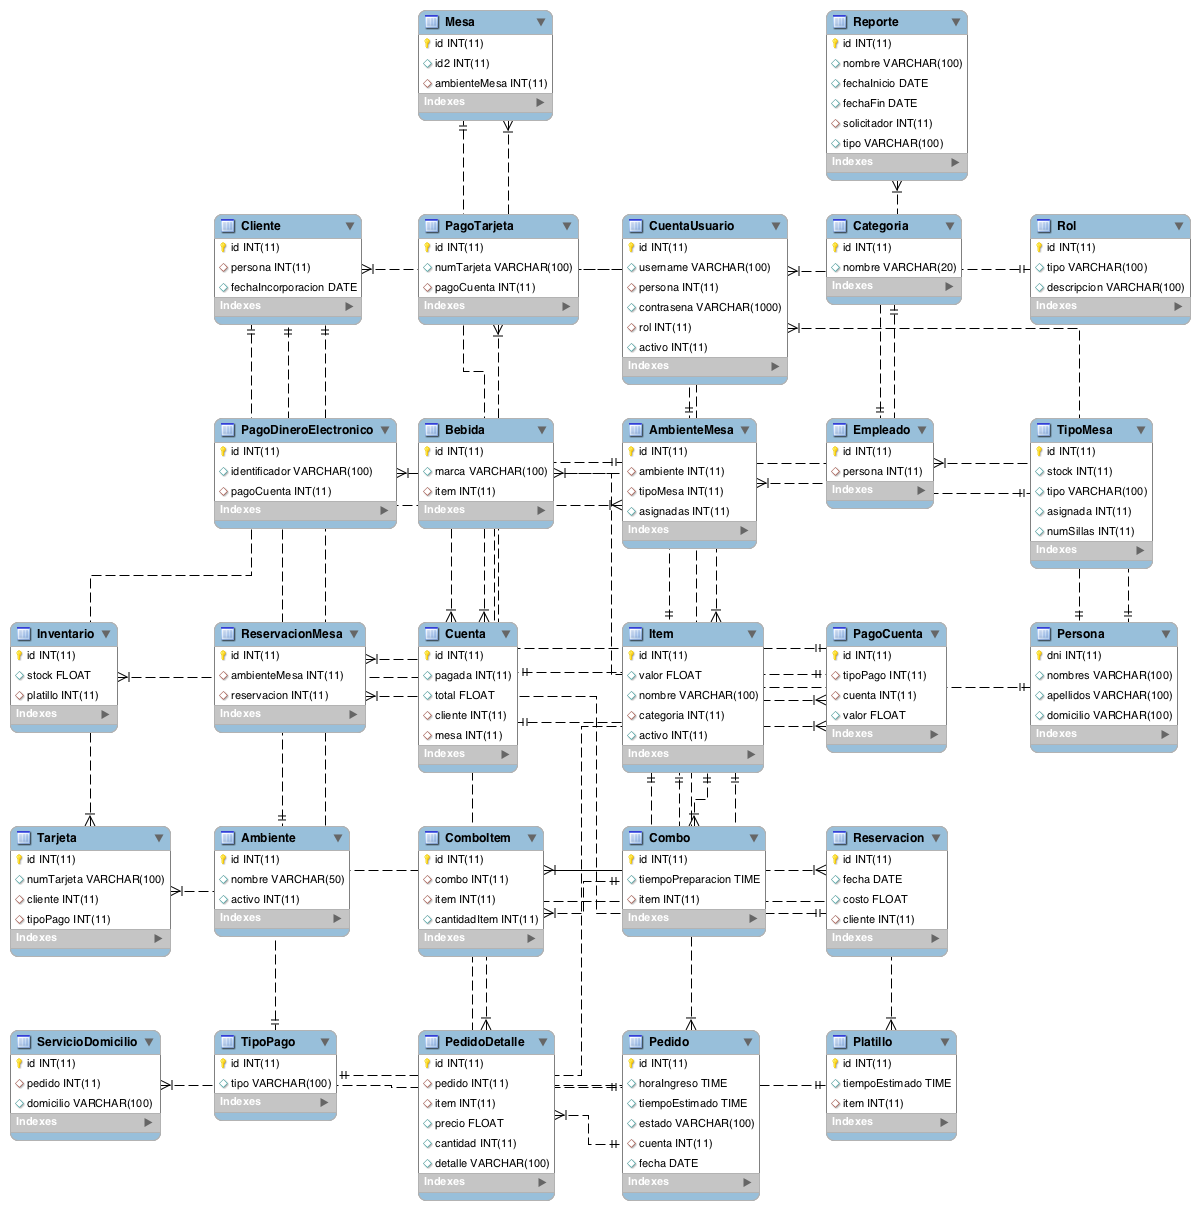 Mesa
id INT(11)
id2 INT(11)
ambienteMesa INT(11)
Indexes
Reporte
id INT(11)
nombre VARCHAR(100)
fechaInicio DATE
fechaFin DATE
solicitador INT(11)
tipo VARCHAR(100)
Indexes
Cliente
id INT(11)
persona INT(11)
fechaIncorporacion DATE
Indexes
PagoTarjeta
id INT(11)
numTarjeta VARCHAR(100)
pagoCuenta INT(11)
Indexes
CuentaUsuario
id INT(11)
username VARCHAR(100)
persona INT(11)
contrasena VARCHAR(1000)
rol INT(11)
activo INT(11)
Indexes
Categoria
id INT(11)
nombre VARCHAR(20)
Indexes
Rol
id INT(11)
tipo VARCHAR(100)
descripcion VARCHAR(100)
Indexes
PagoDineroElectronico
id INT(11)
identificador VARCHAR(100)
pagoCuenta INT(11)
Indexes
Bebida
id INT(11)
marca VARCHAR(100)
item INT(11)
Indexes
AmbienteMesa
id INT(11)
ambiente INT(11)
tipoMesa INT(11)
asignadas INT(11)
Indexes
Empleado
id INT(11)
persona INT(11)
Indexes
TipoMesa
id INT(11)
stock INT(11)
tipo VARCHAR(100)
asignada INT(11)
numSillas INT(11)
Indexes
Inventario
id INT(11)
stock FLOAT
platillo INT(11)
Indexes
ReservacionMesa
id INT(11)
ambienteMesa INT(11)
reservacion INT(11)
Indexes
Cuenta
id INT(11)
pagada INT(11)
total FLOAT
cliente INT(11)
mesa INT(11)
Indexes
Item
id INT(11)
valor FLOAT
nombre VARCHAR(100)
categoria INT(11)
activo INT(11)
Indexes
PagoCuenta
id INT(11)
tipoPago INT(11)
cuenta INT(11)
valor FLOAT
Indexes
Persona
dni INT(11)
nombres VARCHAR(100)
apellidos VARCHAR(100)
domicilio VARCHAR(100)
Indexes
Tarjeta
id INT(11)
numTarjeta VARCHAR(100)
cliente INT(11)
tipoPago INT(11)
Indexes
Ambiente
id INT(11)
nombre VARCHAR(50)
activo INT(11)
Indexes
ComboItem
id INT(11)
combo INT(11)
item INT(11)
cantidadItem INT(11)
Indexes
Combo
id INT(11)
tiempoPreparacion TIME
item INT(11)
Indexes
Reservacion
id INT(11)
fecha DATE
costo FLOAT
cliente INT(11)
Indexes
ServicioDomicilio
id INT(11)
pedido INT(11)
domicilio VARCHAR(100)
Indexes
TipoPago
id INT(11)
tipo VARCHAR(100)
Indexes
PedidoDetalle
id INT(11)
pedido INT(11)
item INT(11)
precio FLOAT
cantidad INT(11)
detalle VARCHAR(100)
Indexes
Pedido
id INT(11)
horaIngreso TIME
tiempoEstimado TIME
estado VARCHAR(100)
cuenta INT(11)
fecha DATE
Indexes
Platillo
id INT(11)
tiempoEstimado TIME
item INT(11)
Indexes